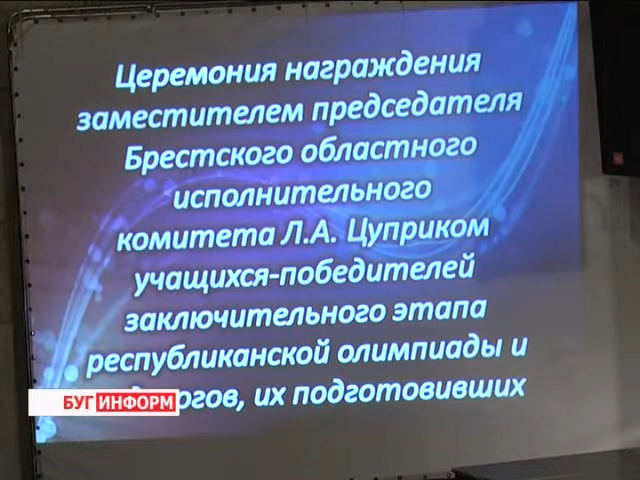 Церемония награждения
заместителем председателя
Брестского областного
исполнительного
комитета Л.А. Цуприком
учащихся-победителей
заключительного этапа
республиканской олимпиады и
их подготовивших
БУГ ИНФОРМ